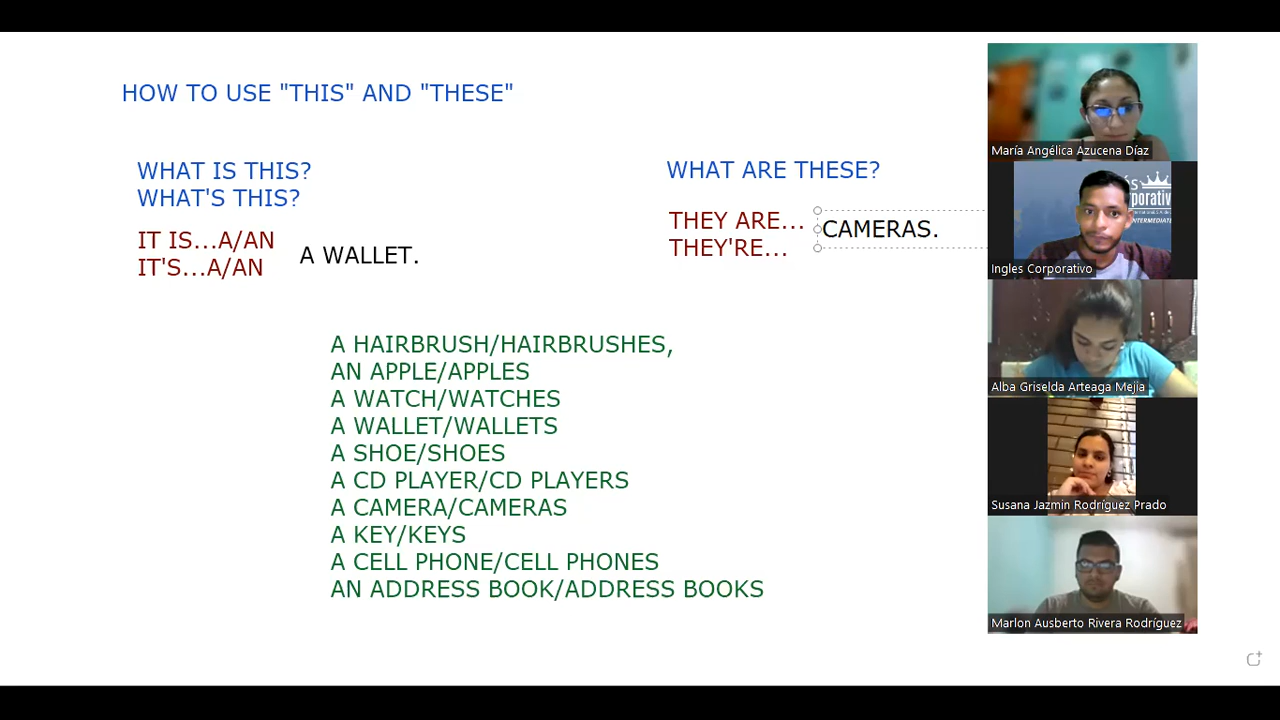 HOW TO USE "THIS" AND "THESE"
WHAT IS THIS?
WHAT'S THIS?
IT IS...A/AN
IT'S...A/AN
A WALLET.
WHAT ARE THESE?
THEY ARE...
THEY'RE...
CAMERAS.
A HAIRBRUSH/HAIRBRUSHES,
AN APPLE/APPLES
A WATCH/WATCHES
A WALLET/WALLETS
A SHOE/SHOES
A CD PLAYER/CD PLAYERS
A CAMERA/CAMERAS
A KEY/KEYS
A CELL PHONE/CELL PHONES
AN ADDRESS BOOK/ADDRESS BOOKS
María Angélica Azucena Díaz
Ingles Corporativo
Alba Griselda Arteaga Mejía
Susana Jazmin Rodríguez Prado
Marlon Ausberto Rivera Rodríguez